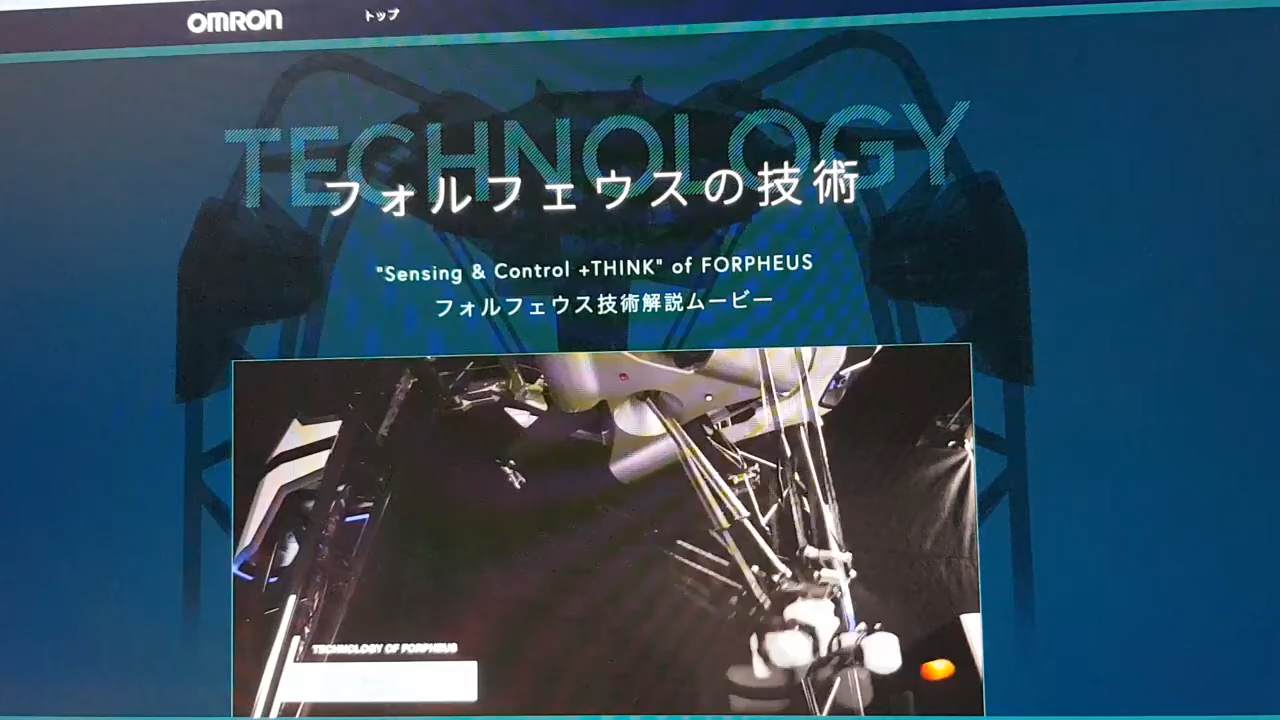 OMRON
トップ
TECHNOLOGY
フォルフェウスの技術
"Sensing & Control +THINK" of FORPHEUS
フォルフェウス技術解説ムービー
TECHNOLOGY OF FORPHEUS